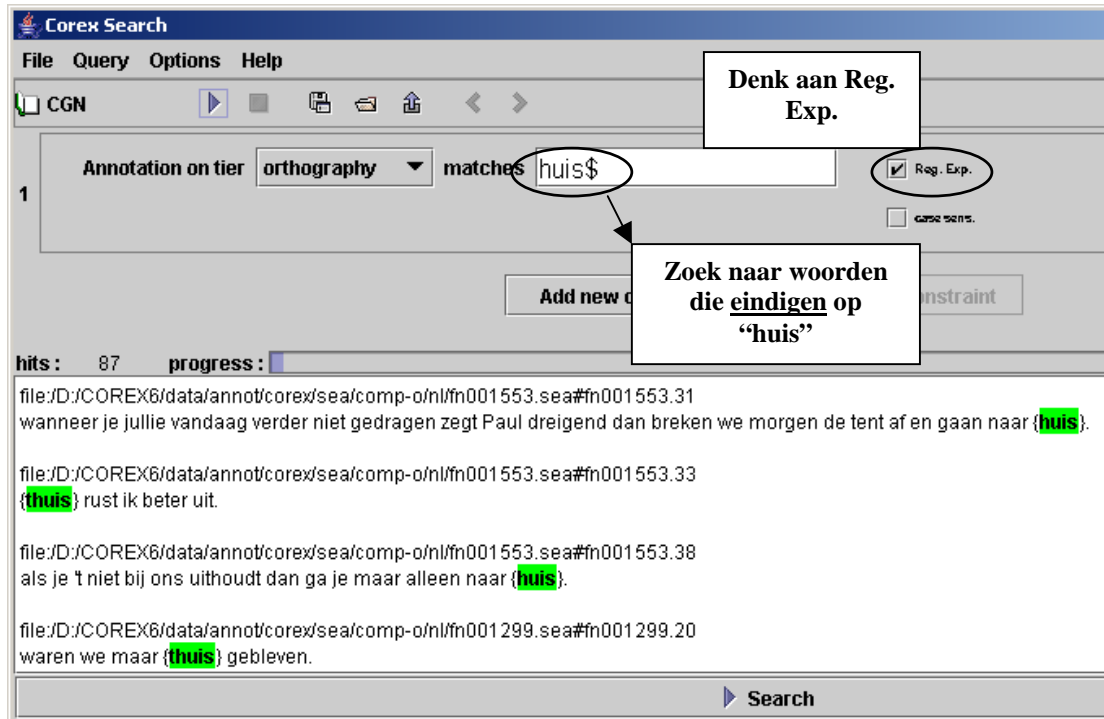 Corex Search
File Query Options Help
CGN
Denk aan Reg.
Exp.
1
Annotation on tier orthography matches huis$ Reg. Exp.
case sens.
Zoek naar woorden
die eindigen op
“huis”
Add new c
nstraint
hits : 87 progress :
file:/D:/COREX6/data/annot/corex/sea/comp-o/nl/fn001553.sea#fn001553.31
wanneer je jullie vandaag verder niet gedragen zegt Paul dreigend dan breken we morgen de tent af en gaan naar {huis}.
file:/D:/COREX6/data/annot/corex/sea/comp-o/nl/fn001553.sea#fn001553.33
{thuis} rust ik beter uit.
file:/D:/COREX6/data/annot/corex/sea/comp-o/nl/fn001553.sea#fn001553.38
als je 't niet bij ons uithoudt dan ga je maar alleen naar {huis}.
file:/D:/COREX6/data/annot/corex/sea/comp-o/nl/fn001299.sea#fn001299.20
waren we maar {thuis} gebleven.
Search